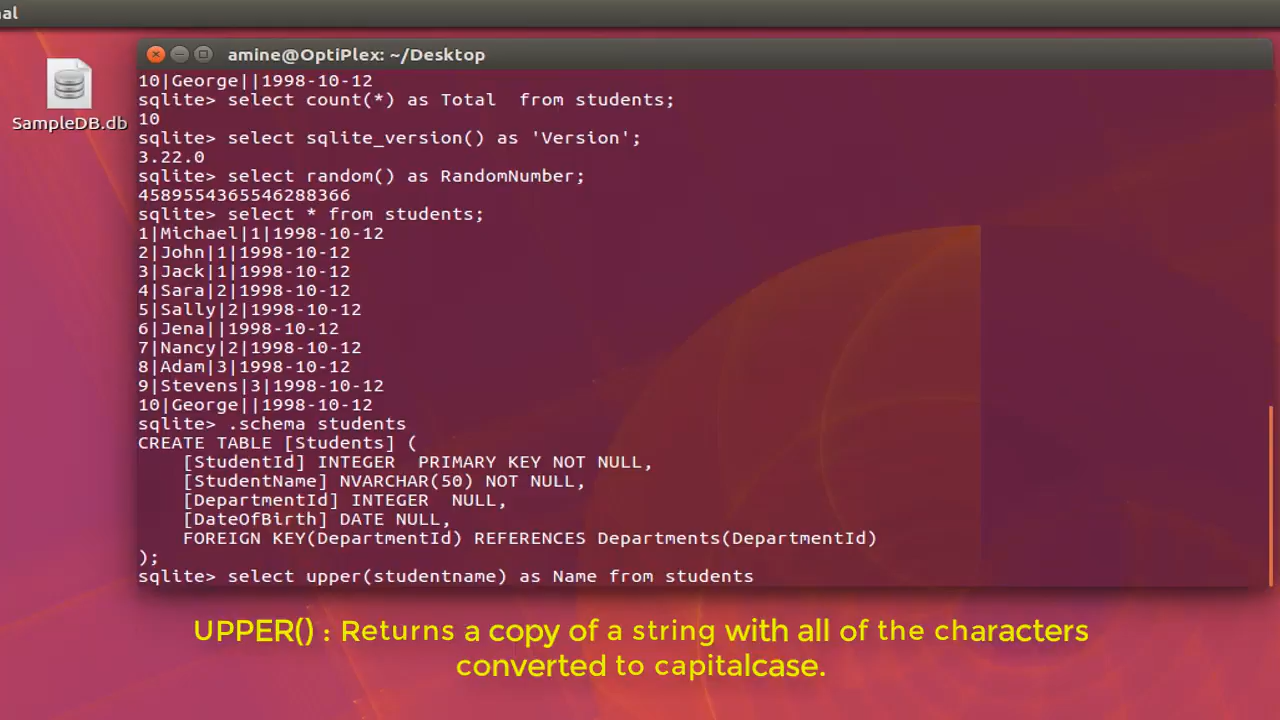 nal
amine@OptiPlex: ~/Desktop
SampleDB.db
10|George||1998-10-12
sqlite> select count(*) as Total  from students;
10
sqlite> select sqlite_version() as 'Version';
3.22.0
sqlite> select random() as RandomNumber;
4589554365546288366
sqlite> select * from students;
1|Michael|1|1998-10-12
2|John|1|1998-10-12
3|Jack|1|1998-10-12
4|Sara|2|1998-10-12
5|Sally|2|1998-10-12
6|Jena||1998-10-12
7|Nancy|2|1998-10-12
8|Adam|3|1998-10-12
9|Stevens|3|1998-10-12
10|George||1998-10-12
sqlite> .schema students
CREATE TABLE [Students] (
    [StudentId] INTEGER  PRIMARY KEY NOT NULL,
    [StudentName] NVARCHAR(50) NOT NULL,
    [DepartmentId] INTEGER  NULL,
    [DateOfBirth] DATE NULL,
    FOREIGN KEY(DepartmentId) REFERENCES Departments(DepartmentId)
);
sqlite> select upper(studentname) as Name from students
UPPER() : Returns a copy of a string with all of the characters
converted to capitalcase.